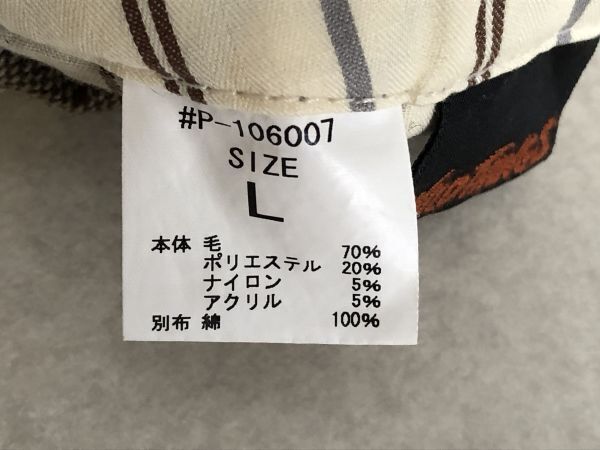 #P-106007
SIZE
L
本体 毛 70%
ポリエステル 20%
ナイロン 5%
アクリル 5%
別布 綿 100%